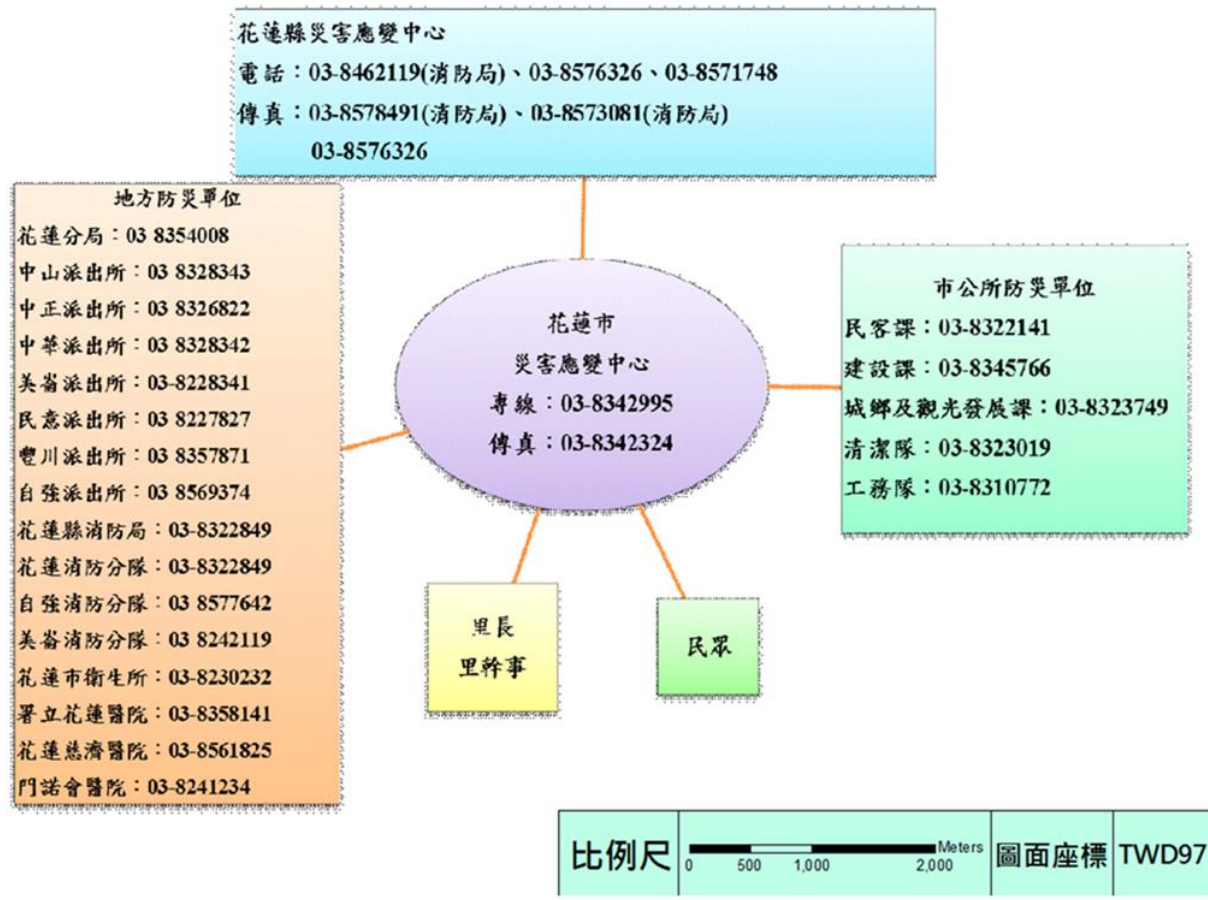 花蓮縣災害應變中心
電話：03-8462119(消防局)、03-8576326、03-8571748
傳真：03-8578491(消防局)、03-8573081(消防局)
03-8576326
地方防災單位
花蓮分局：03 8354008
中山派出所：03 8328343
中正派出所：03 8326822
中華派出所：03 8328342
美崙派出所：03-8228341
民意派出所：03 8227827
豐川派出所：03 8357871
自強派出所：03 8569374
花蓮縣消防局：03-8322849
花蓮消防分隊：03-8322849
自強消防分隊：03 8577642
美崙消防分隊：03 8242119
花蓮市衛生所：03-8230232
署立花蓮醫院：03-8358141
花蓮慈濟醫院：03-8561825
門諾會醫院：03-8241234
花蓮市
災害應變中心
專線：03-8342995
傳真：03-8342324
市公所防災單位
民客課：03-8322141
建設課：03-8345766
城鄉及觀光發展課：03-8323749
清潔隊：03-8323019
工務隊：03-8310772
里長
里幹事
民眾
比例尺
Meters
0 500 1,000 2,000
圖面座標
TWD97